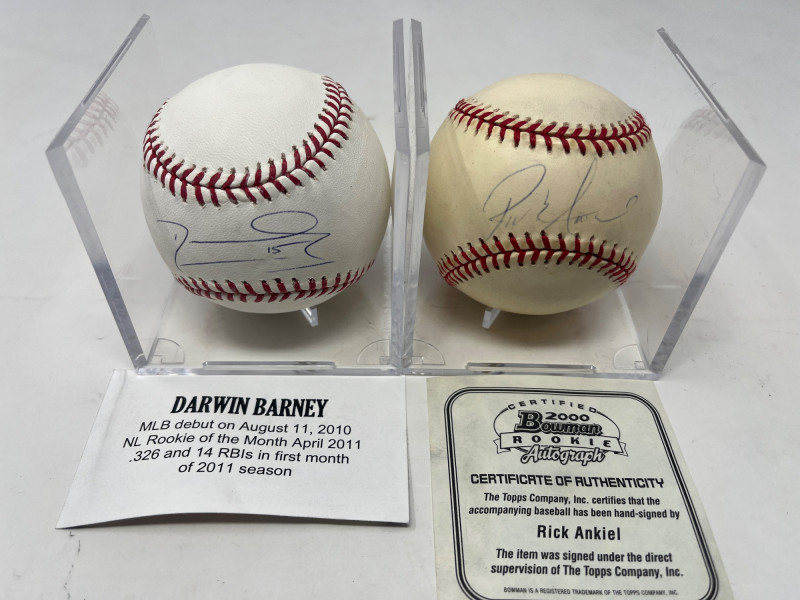 15
DARWIN BARNEY
MLB debut on August 11, 2010
NL Rookie of the Month April 2011
.326 and 14 RBIs in first month
of 2011 season
CERTIFIED
2000
Bowman
ROOKIE
Autograph
CERTIFICATE OF AUTHENTICITY
The Topps Company, Inc. certifies that the
accompanying baseball has been hand-signed by
Rick Ankiel
The item was signed under the direct
supervision of The Topps Company, Inc.
BOWMAN IS A REGISTERED TRADEMARK OF THE TOPPS COMPANY, INC.